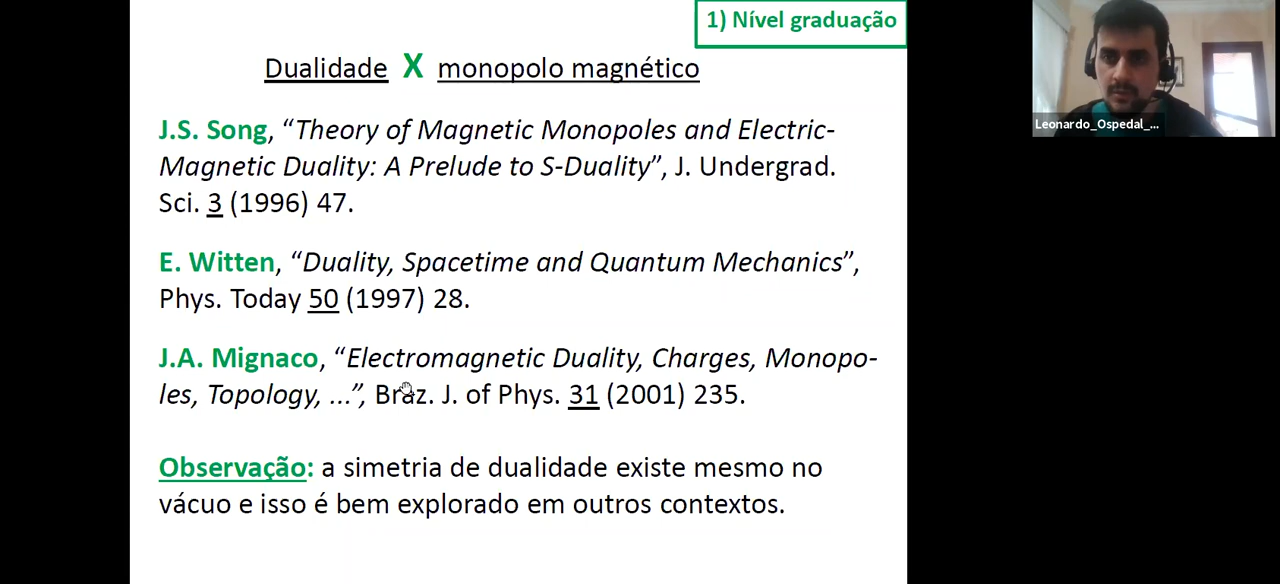 1) Nível graduação
Dualidade X monopolo magnético
J.S. Song, “Theory of Magnetic Monopoles and Electric-
Magnetic Duality: A Prelude to S-Duality”, J. Undergrad.
Sci. 3 (1996) 47.
E. Witten, “Duality, Spacetime and Quantum Mechanics”,
Phys. Today 50 (1997) 28.
J.A. Mignaco, “Electromagnetic Duality, Charges, Monopo-
les, Topology, ...”, Braz. J. of Phys. 31 (2001) 235.
Observação: a simetria de dualidade existe mesmo no
vácuo e isso é bem explorado em outros contextos.
Leonardo_Ospedal_...